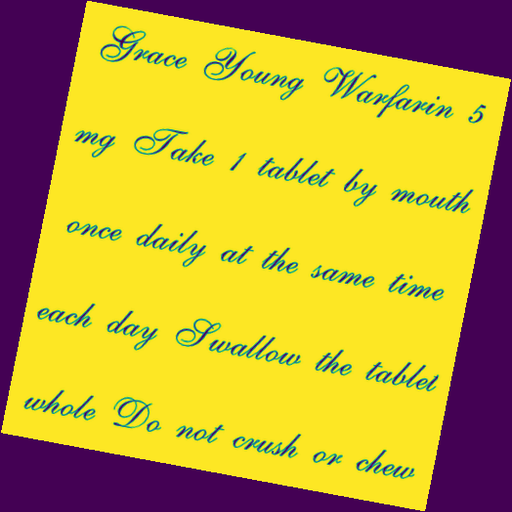 Grace Young Warfarin 5
mg Take 1 tablet by mouth
once daily at the same time
each day Swallow the tablet
whole Do not crush or chew